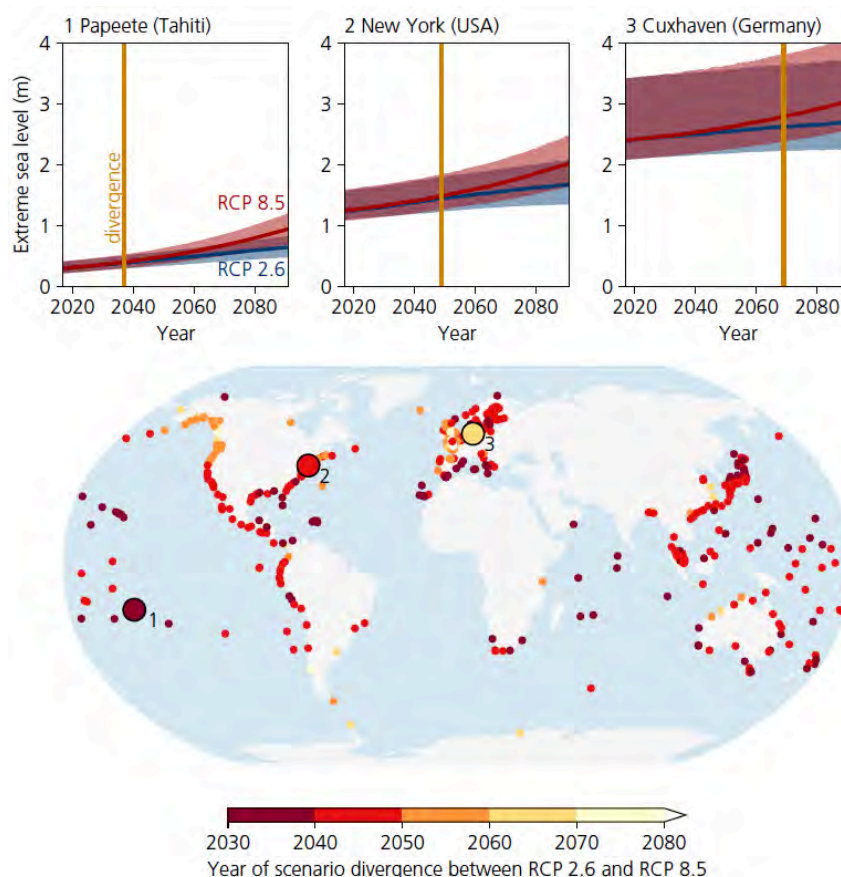 1 Papeete (Tahiti)
2 New York (USA)
3 Cuxhaven (Germany)
Extreme sea level (m)
4
3
2
1
0
divergence
RCP 8.5
RCP 2.6
2020 2040 2060 2080
Year
4
3
2
1
0
2020 2040 2060 2080
Year
4
3
2
1
0
2020 2040 2060 2080
Year
1
2
3
2030 2040 2050 2060 2070 2080
Year of scenario divergence between RCP 2.6 and RCP 8.5